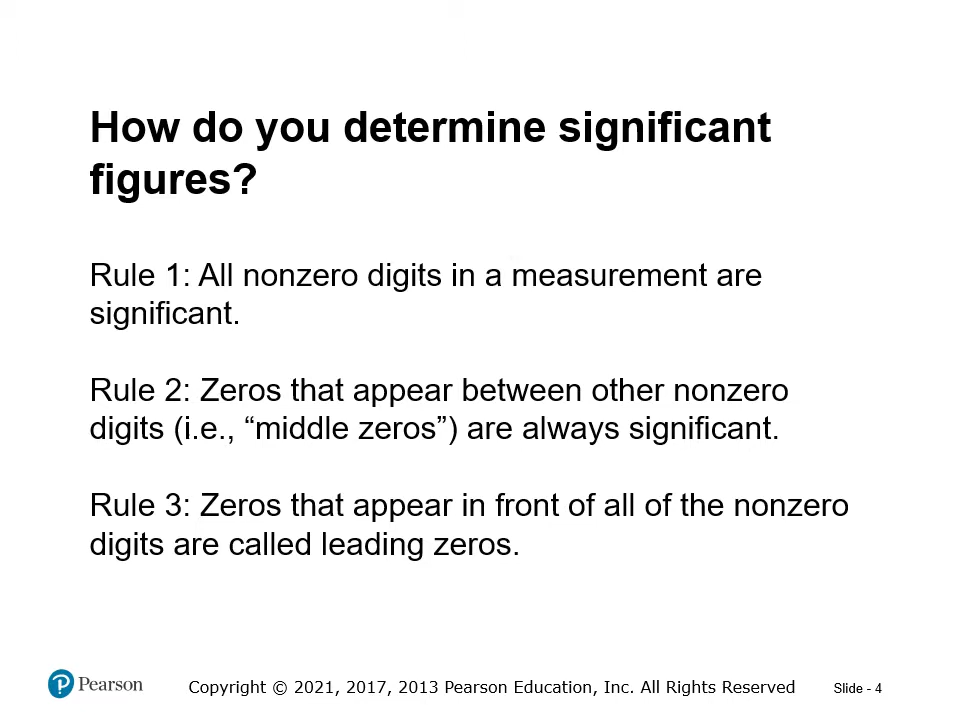 How do you determine significant
figures?
Rule 1: All nonzero digits in a measurement are
significant.
Rule 2: Zeros that appear between other nonzero
digits (i.e., “middle zeros”) are always significant.
Rule 3: Zeros that appear in front of all of the nonzero
digits are called leading zeros.
P Pearson
Copyright © 2021, 2017, 2013 Pearson Education, Inc. All Rights Reserved
Slide - 4